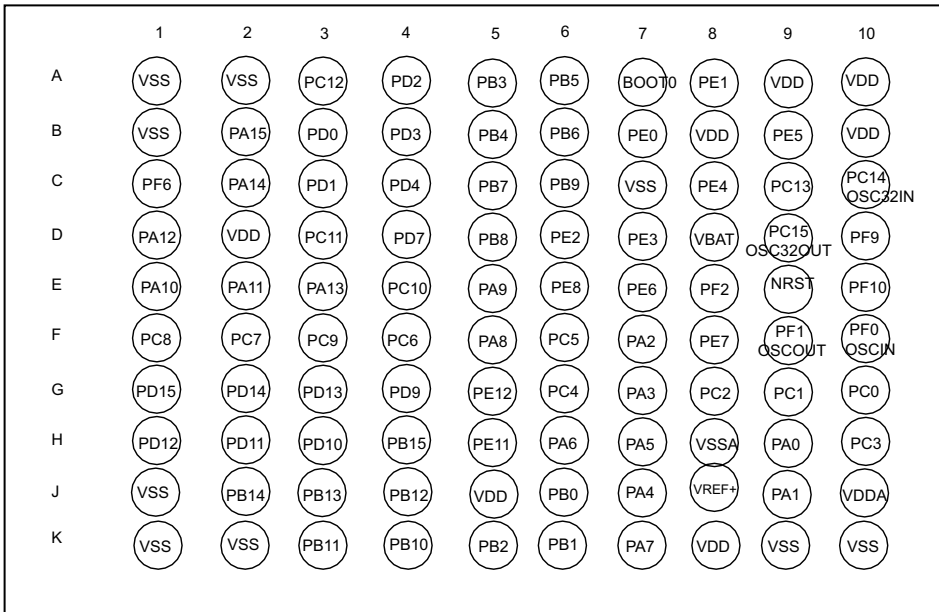 1 2 3 4 5 6 7 8 9 10
A VSS VSS PC12 PD2 PB3 PB5 BOOT0 PE1 VDD VDD
B VSS PA15 PD0 PD3 PB4 PB6 PE0 VDD PE5 VDD
C PF6 PA14 PD1 PD4 PB7 PB9 VSS PE4 PC13 PC14
OSC32IN
D PA12 VDD PC11 PD7 PB8 PE2 PE3 VBAT PC15 PF9
OSC32OUT
E PA10 PA11 PA13 PC10 PA9 PE8 PE6 PF2 NRST PF10
F PC8 PC7 PC9 PC6 PA8 PC5 PA2 PE7 PF1 PF0
OSCOUT OSCIN
G PD15 PD14 PD13 PD9 PE12 PC4 PA3 PC2 PC1 PC0
H PD12 PD11 PD10 PB15 PE11 PA6 PA5 VSSA PA0 PC3
J VSS PB14 PB13 PB12 VDD PB0 PA4 VREF+ PA1 VDDA
K VSS VSS PB11 PB10 PB2 PB1 PA7 VDD VSS VSS